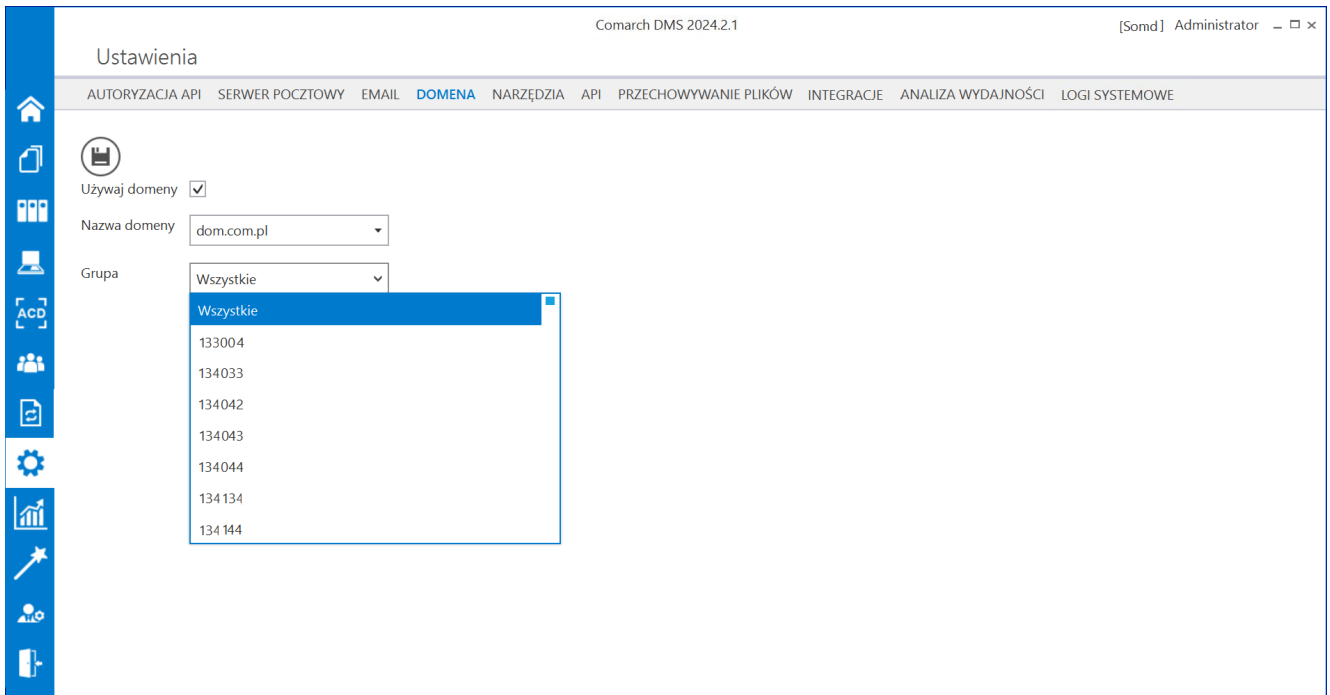 Comarch DMS 2024.2.1
[Somd] Administrator
Ustawienia
AUTORYZACJA API SERWER POCZTOWY EMAIL DOMENA NARZĘDZIA API PRZECHOWYWANIE PLIKÓW INTEGRACJE ANALIZA WYDAJNOŚCI LOGI SYSTEMOWE
Używaj domeny
Nazwa domeny dom.com.pl
Grupa Wszystkie
Wszystkie
133004
134033
134042
134043
134044
134134
134144
ACD